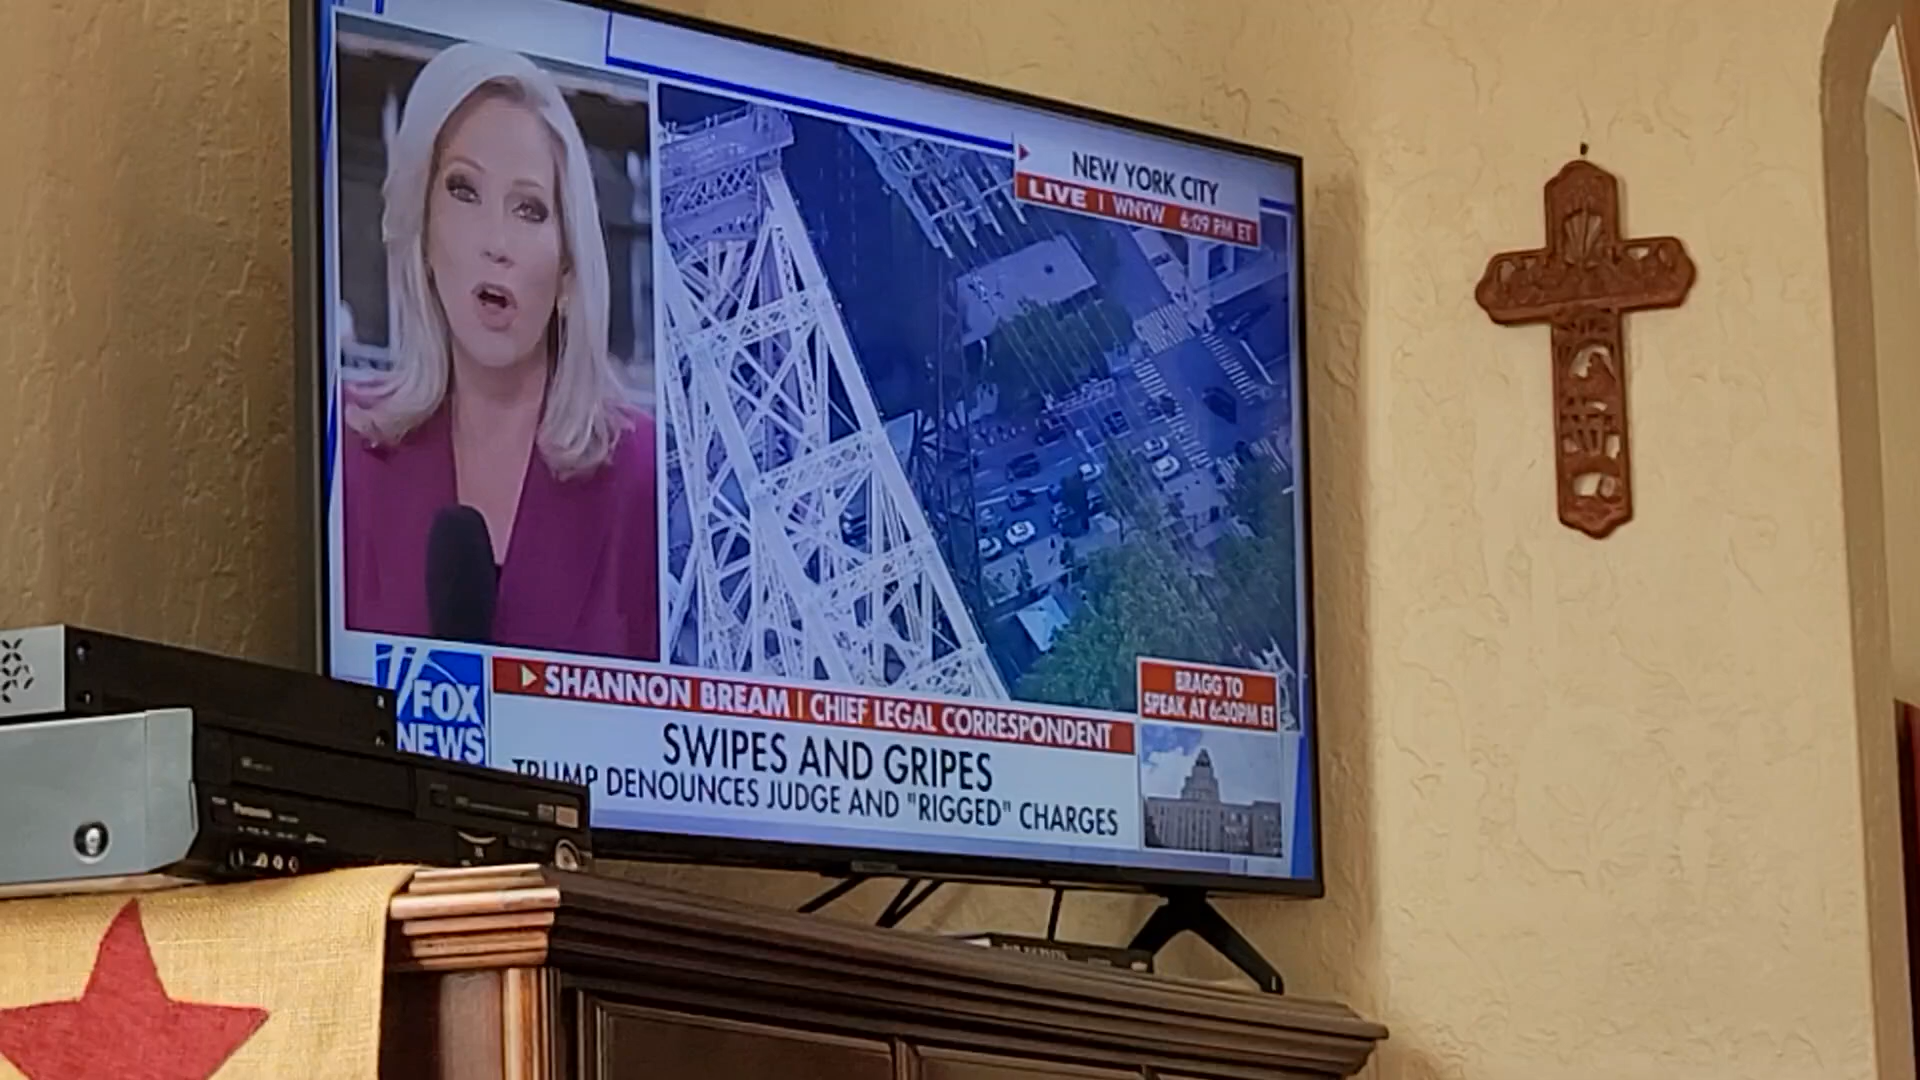 NEW YORK CITY
LIVE | WNYW 6:09 PM ET
FOX
NEWS
SHANNON BREAM | CHIEF LEGAL CORRESPONDENT
SWIPES AND GRIPES
TRUMP DENOUNCES JUDGE AND "RIGGED" CHARGES
BRAGG TO
SPEAK AT 6:30PM ET
Panasonic